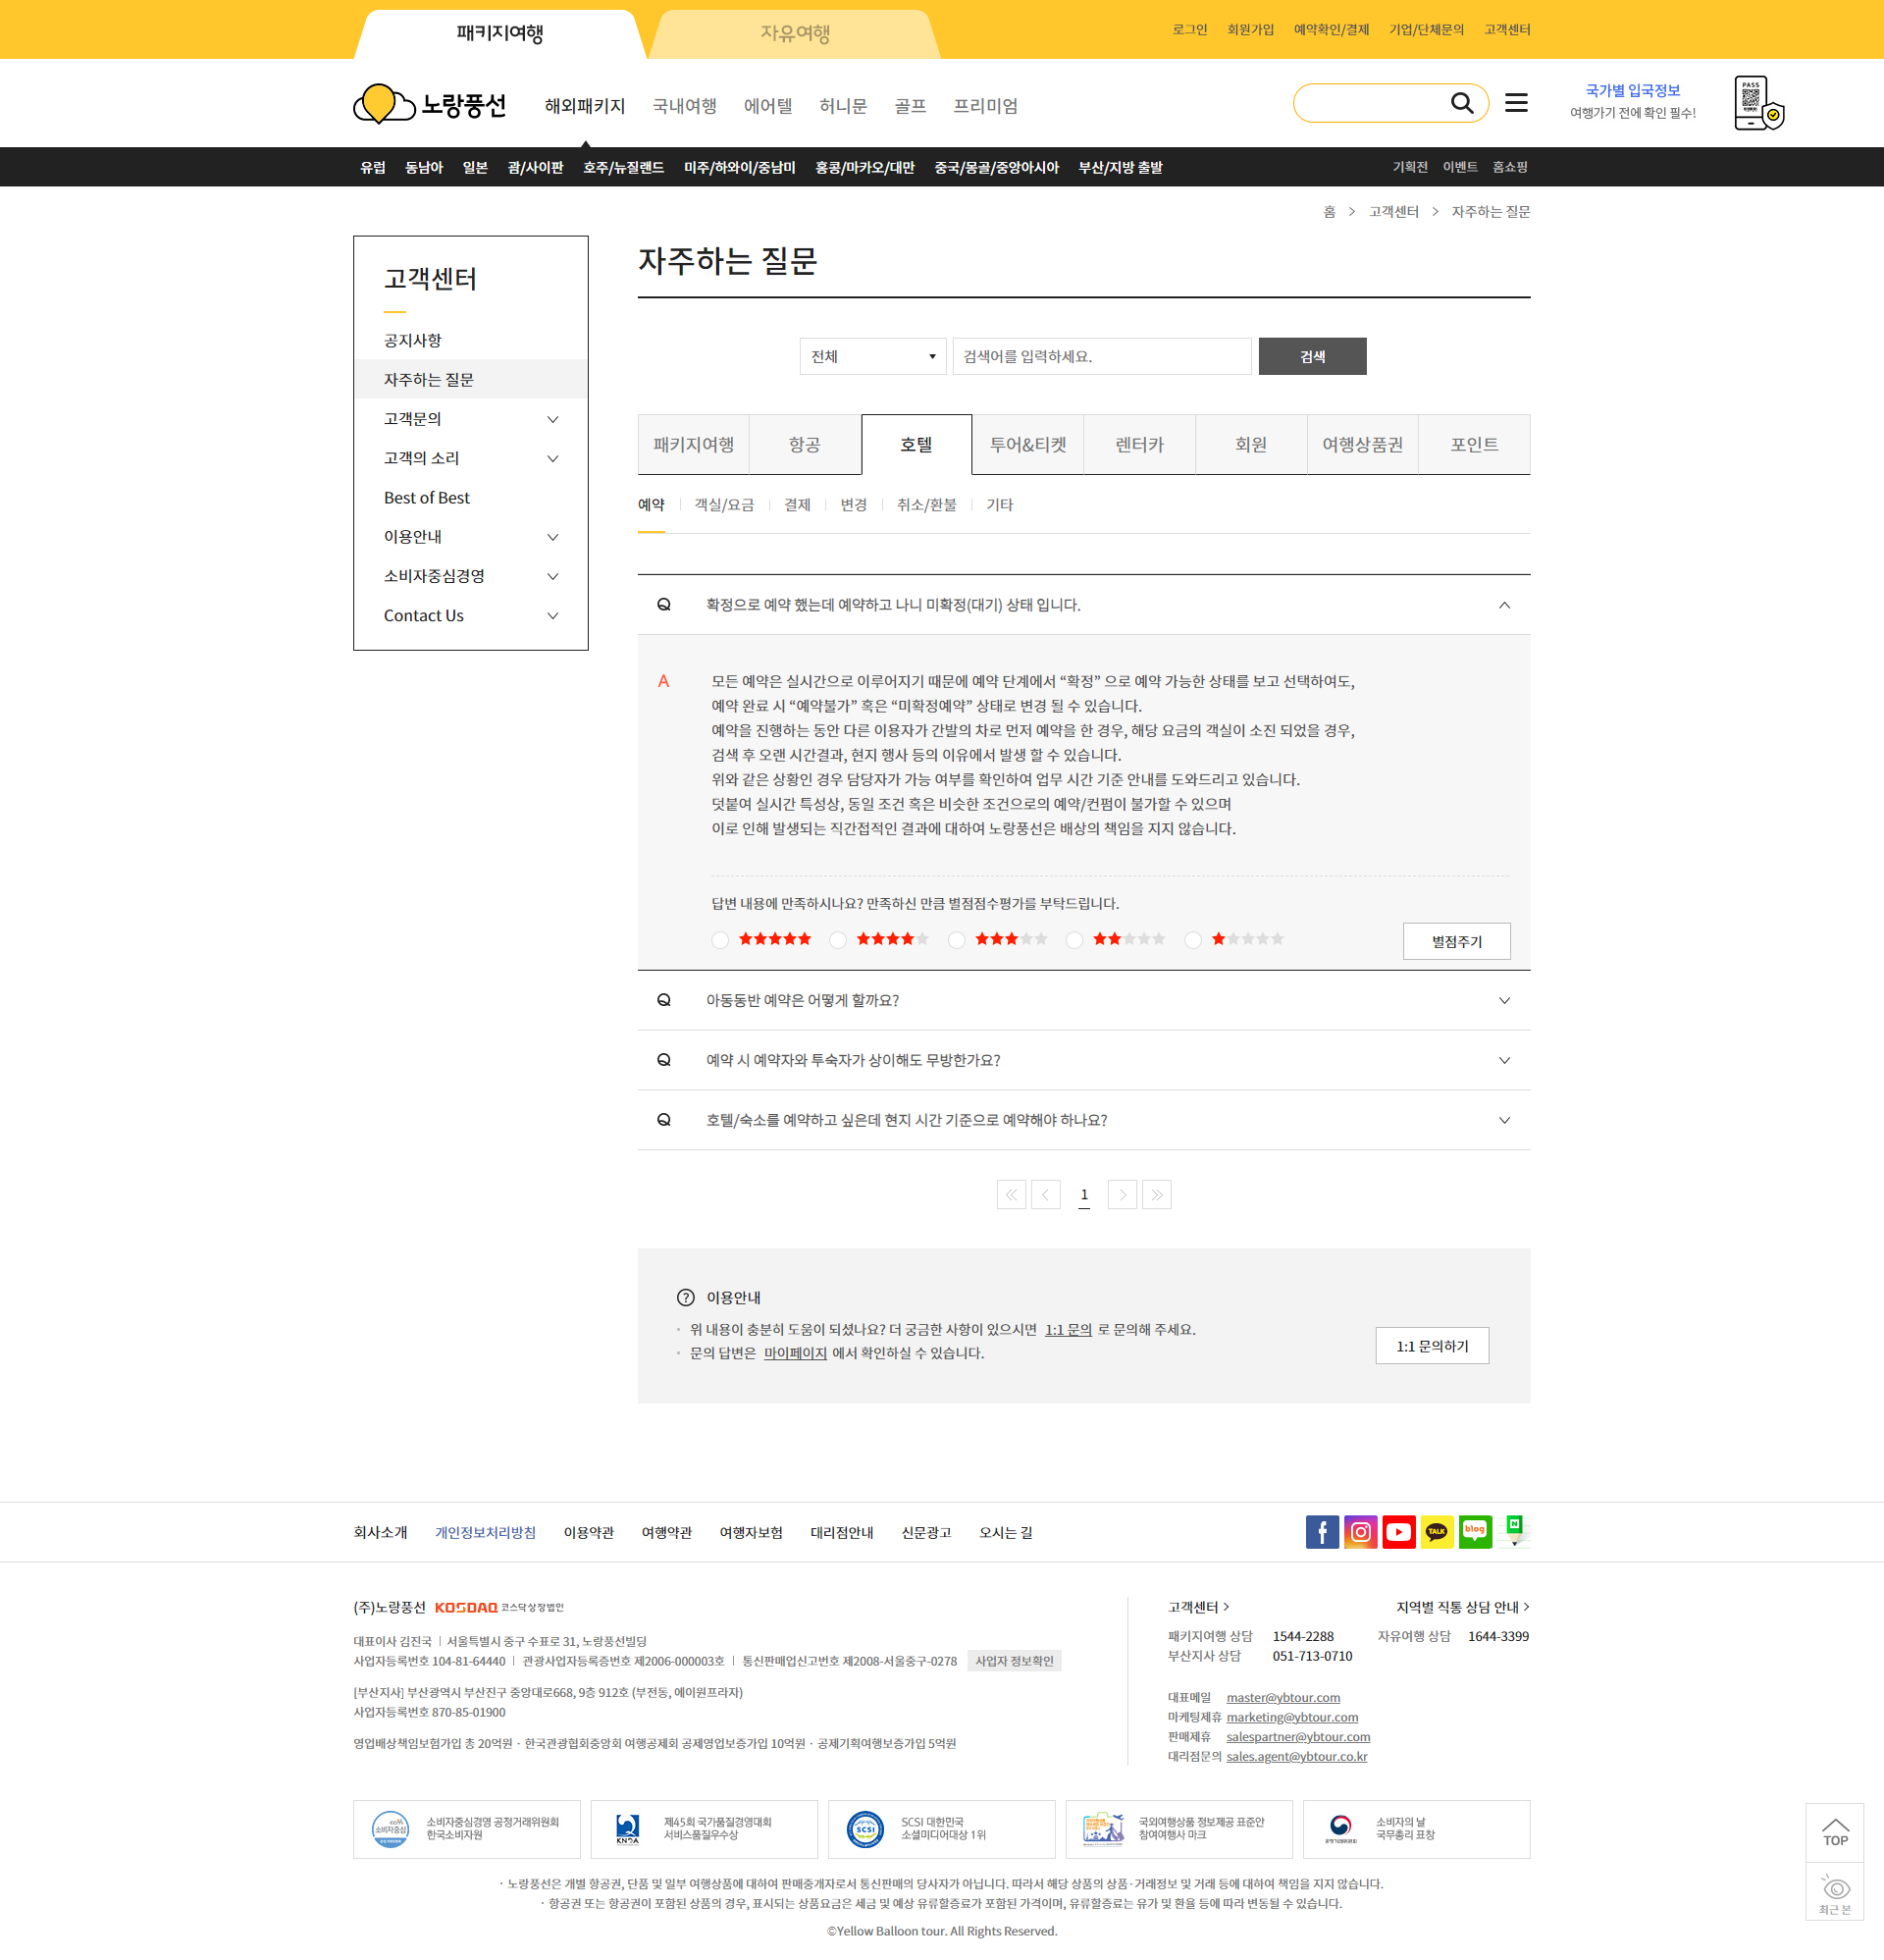 패키지여행
자유여행
로그인 회원가입 예약확인/결제 기업/단체문의 고객센터
노랑풍선
해외패키지 국내여행 에어텔 허니문 골프 프리미엄
국가별 입국정보
여행가기 전에 확인 필수!
PASS
유럽 동남아 일본 괌/사이판 호주/뉴질랜드 미주/하와이/중남미 홍콩/마카오/대만 중국/몽골/중앙아시아 부산/지방 출발
기획전 이벤트 홈쇼핑
홈 > 고객센터 > 자주하는 질문
고객센터
공지사항
자주하는 질문
고객문의
고객의 소리
Best of Best
이용안내
소비자중심경영
Contact Us
자주하는 질문
전체
검색어를 입력하세요.
검색
패키지여행 항공 호텔 투어&티켓 렌터카 회원 여행상품권 포인트
예약 객실/요금 결제 변경 취소/환불 기타
Q 확정으로 예약 했는데 예약하고 나니 미확정(대기) 상태 입니다.
A 모든 예약은 실시간으로 이루어지기 때문에 예약 단계에서 “확정” 으로 예약 가능한 상태를 보고 선택하여도,
예약 완료 시 “예약불가” 혹은 “미확정예약” 상태로 변경 될 수 있습니다.
예약을 진행하는 동안 다른 이용자가 간발의 차로 먼저 예약을 한 경우, 해당 요금의 객실이 소진 되었을 경우,
검색 후 오랜 시간결과, 현지 행사 등의 이유에서 발생 할 수 있습니다.
위와 같은 상황인 경우 담당자가 가능 여부를 확인하여 업무 시간 기준 안내를 도와드리고 있습니다.
덧붙여 실시간 특성상, 동일 조건 혹은 비슷한 조건으로의 예약/컨펌이 불가할 수 있으며
이로 인해 발생되는 직간접적인 결과에 대하여 노랑풍선은 배상의 책임을 지지 않습니다.
답변 내용에 만족하시나요? 만족하신 만큼 별점점수평가를 부탁드립니다.
별점주기
Q 아동동반 예약은 어떻게 할까요?
Q 예약 시 예약자와 투숙자가 상이해도 무방한가요?
Q 호텔/숙소를 예약하고 싶은데 현지 시간 기준으로 예약해야 하나요?
1
? 이용안내
· 위 내용이 충분히 도움이 되셨나요? 더 궁금한 사항이 있으시면 1:1 문의 로 문의해 주세요.
· 문의 답변은 마이페이지 에서 확인하실 수 있습니다.
1:1 문의하기
회사소개 개인정보처리방침 이용약관 여행약관 여행자보험 대리점안내 신문광고 오시는 길
f TALK blog N
(주)노랑풍선 KOSDAQ 코스닥상장법인
대표이사 김진국 | 서울특별시 중구 수표로 31, 노랑풍선빌딩
사업자등록번호 104-81-64440 | 관광사업자등록증번호 제2006-000003호 | 통신판매업신고번호 제2008-서울중구-0278 사업자 정보확인
[부산지사] 부산광역시 부산진구 중앙대로668, 9층 912호 (부전동, 에이원프라자)
사업자등록번호 870-85-01900
영업배상책임보험가입 총 20억원 · 한국관광협회중앙회 여행공제회 공제영업보증가입 10억원 · 공제기획여행보증가입 5억원
고객센터 > 지역별 직통 상담 안내 >
패키지여행 상담 1544-2288 자유여행 상담 1644-3399
부산지사 상담 051-713-0710
대표메일 master@ybtour.com
마케팅제휴 marketing@ybtour.com
판매제휴 salespartner@ybtour.com
대리점문의 sales.agent@ybtour.co.kr
소비자중심
소비자중심경영 공정거래위원회
한국소비자원
KNQA
제45회 국가품질경영대회
서비스품질우수상
SCSI
SCSI 대한민국
소셜미디어대상 1위
국외여행상품 정보제공 표준안
참여여행사 마크
소비자의 날
국무총리 표창
· 노랑풍선은 개별 항공권, 단품 및 일부 여행상품에 대하여 판매중개자로서 통신판매의 당사자가 아닙니다. 따라서 해당 상품의 상품·거래정보 및 거래 등에 대하여 책임을 지지 않습니다.
· 항공권 또는 항공권이 포함된 상품의 경우, 표시되는 상품요금은 세금 및 예상 유류할증료가 포함된 가격이며, 유류할증료는 유가 및 환율 등에 따라 변동될 수 있습니다.
©Yellow Balloon tour. All Rights Reserved.
TOP
최근 본